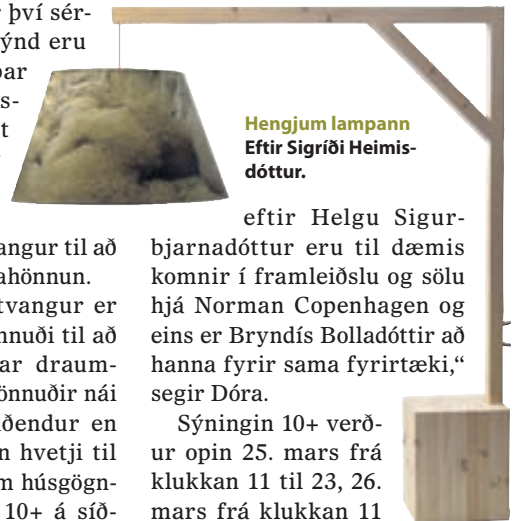 því sér-
ýnd eru
par
s-
t
angur til að
ahönnun.
tvangur er
nnuði til að
ar draum-
önnuðir nái
ðendur en
n hvetji til
m húsgögn-
10+ á síð-
Hengjum lampann
Eftir Sigríði Heimis-
dóttur.
eftir Helgu Sigur-
bjarnadóttur eru til dæmis
komnir í framleiðslu og sölu
hjá Norman Copenhagen og
eins er Bryndís Bolladóttir að
hanna fyrir sama fyrirtæki,“
segir Dóra.
Sýningin 10+ verð-
ur opin 25. mars frá
klukkan 11 til 23, 26.
mars frá klukkan 11